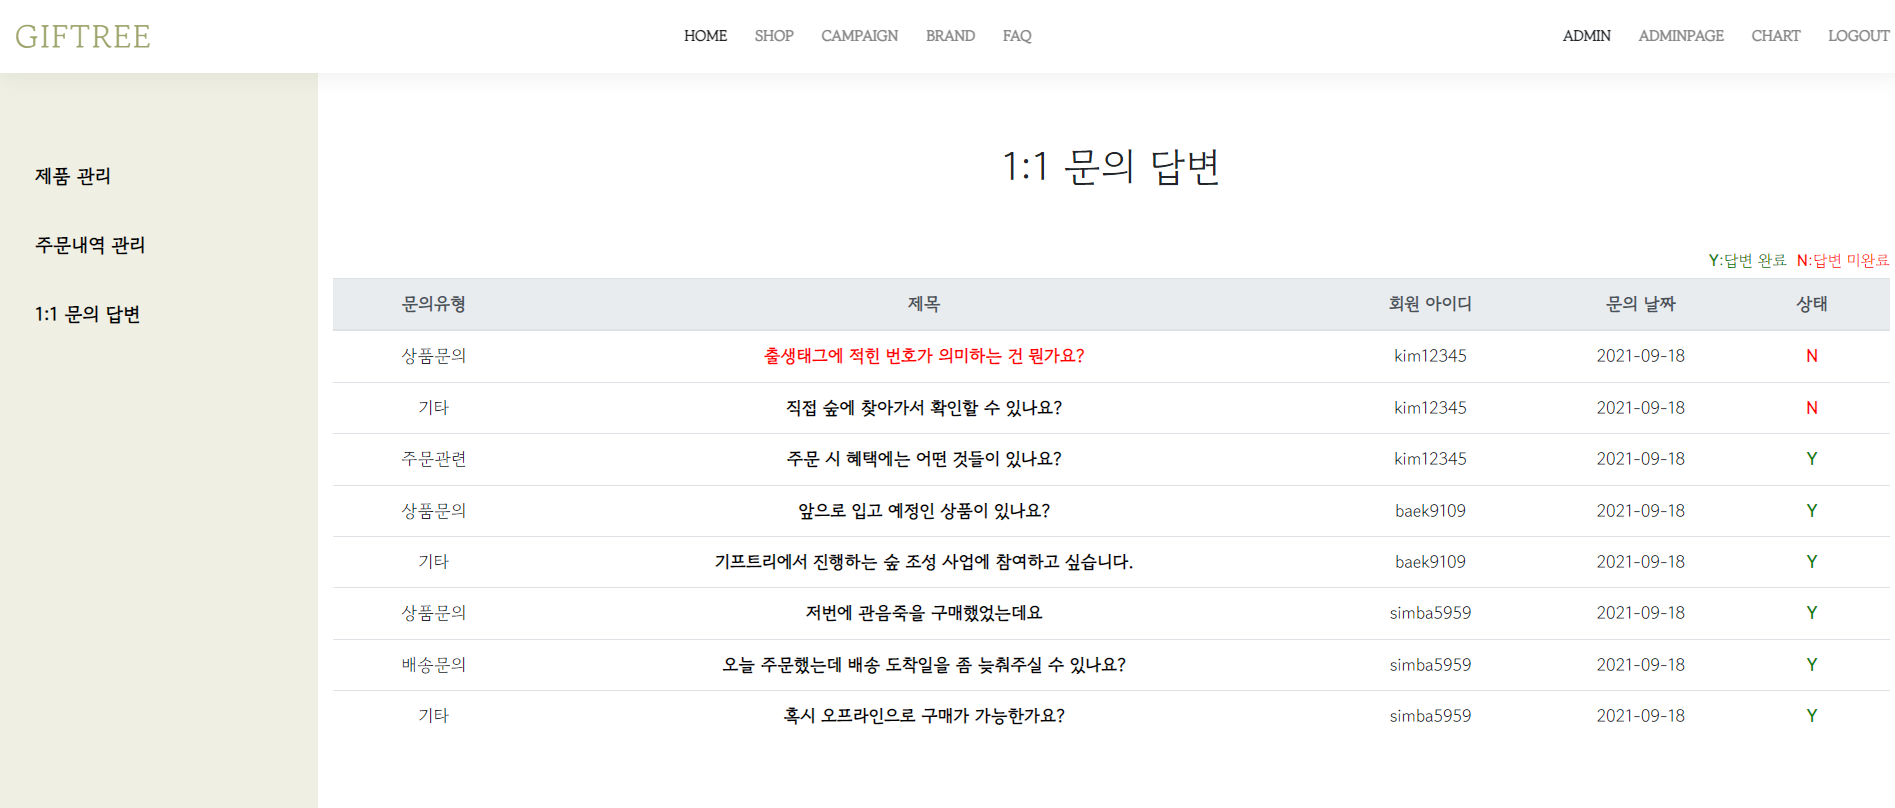 GIFTREE HOME SHOP CAMPAIGN BRAND FAQ ADMIN ADMINPAGE CHART LOGOUT
제품 관리
주문내역 관리
1:1 문의 답변
1:1 문의 답변
Y:답변 완료 N:답변 미완료
문의유형 제목 회원 아이디 문의 날짜 상태
상품문의 출생태그에 적힌 번호가 의미하는 건 뭔가요? kim12345 2021-09-18 N
기타 직접 숲에 찾아가서 확인할 수 있나요? kim12345 2021-09-18 N
주문관련 주문 시 혜택에는 어떤 것들이 있나요? kim12345 2021-09-18 Y
상품문의 앞으로 입고 예정인 상품이 있나요? baek9109 2021-09-18 Y
기타 기프트리에서 진행하는 숲 조성 사업에 참여하고 싶습니다. baek9109 2021-09-18 Y
상품문의 저번에 관음죽을 구매했었는데요 simba5959 2021-09-18 Y
배송문의 오늘 주문했는데 배송 도착일을 좀 늦춰주실 수 있나요? simba5959 2021-09-18 Y
기타 혹시 오프라인으로 구매가 가능한가요? simba5959 2021-09-18 Y